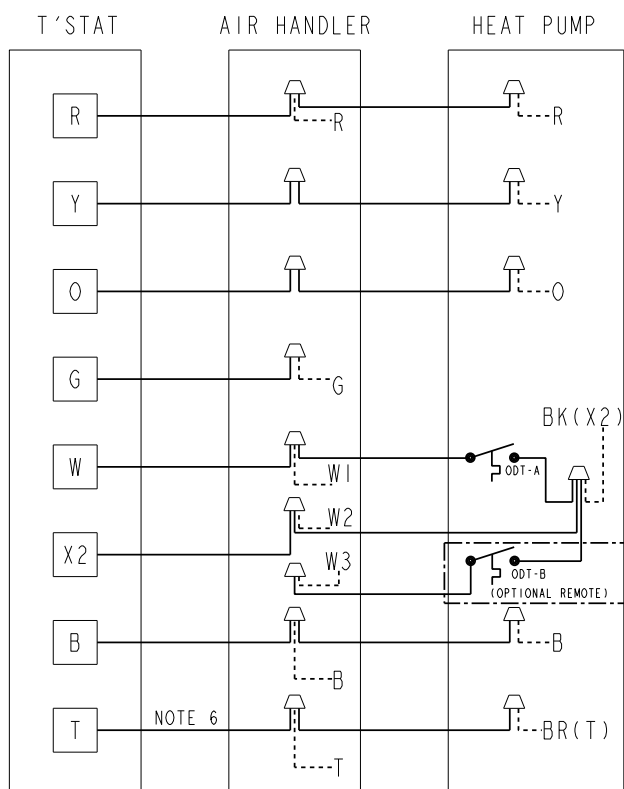 T'STAT AIR HANDLER HEAT PUMP
R R R
Y Y
O O
G G
BK(X2)
W W1 ODT-A
W2
X2 W3 ODT-B
(OPTIONAL REMOTE)
B B B
T NOTE 6 T BR(T)